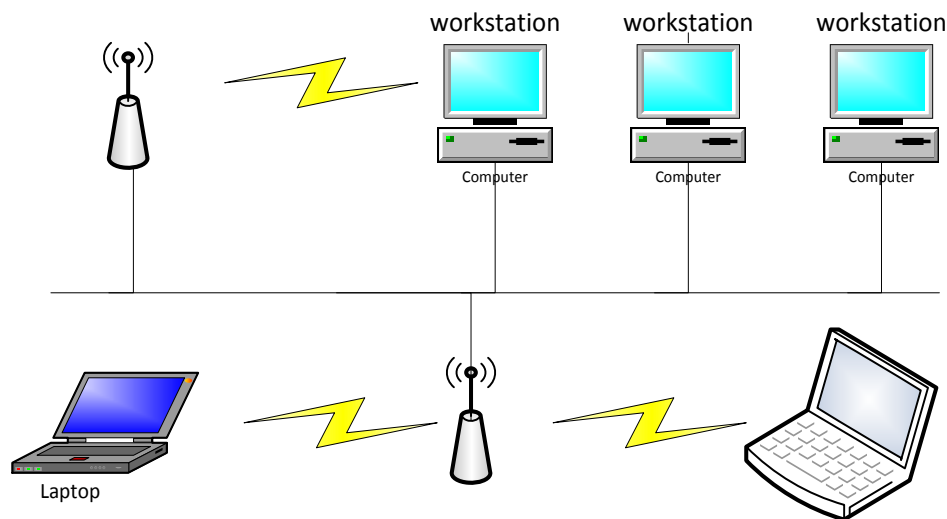 workstation
workstation
workstation
Computer
Computer
Computer
Laptop